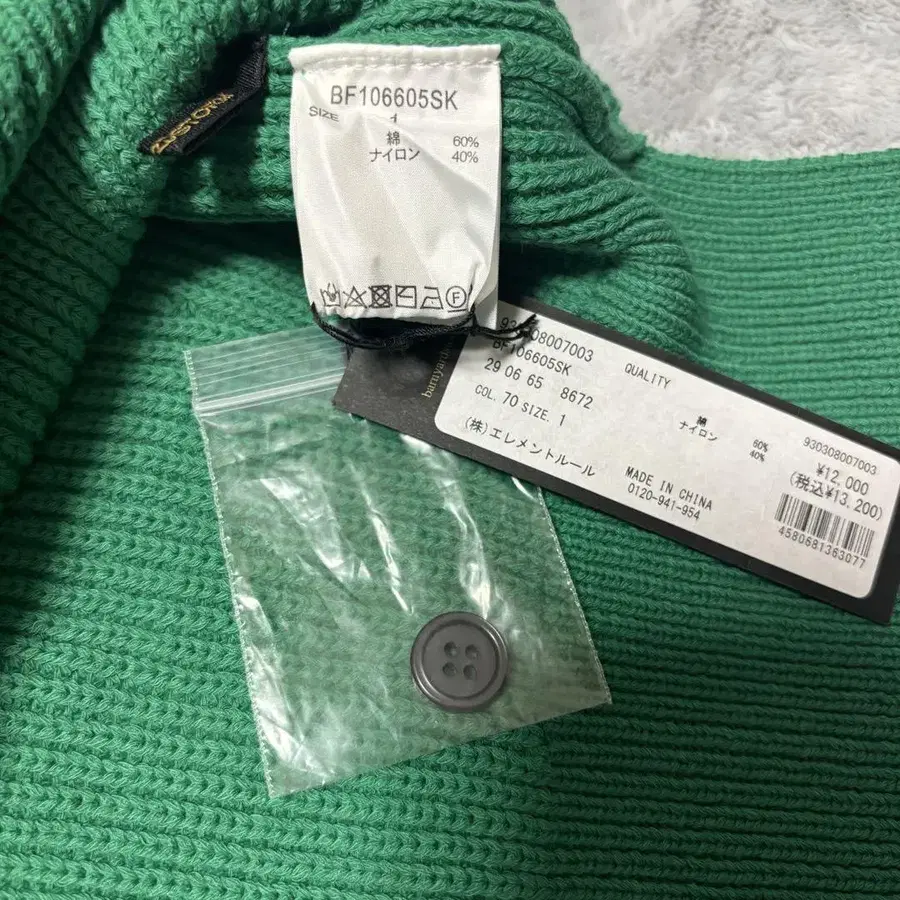 BF106605SK
SIZE 1
綿 60%
ナイロン 40%
F
barnyard
930308007003
BF106605SK
29 06 65 8672
COL. 70 SIZE. 1
(株)エレメントルール
QUALITY
綿 60%
ナイロン 40%
MADE IN CHINA
0120-941-954
930308007003
¥12,000
(税込¥13,200)
4580681363077